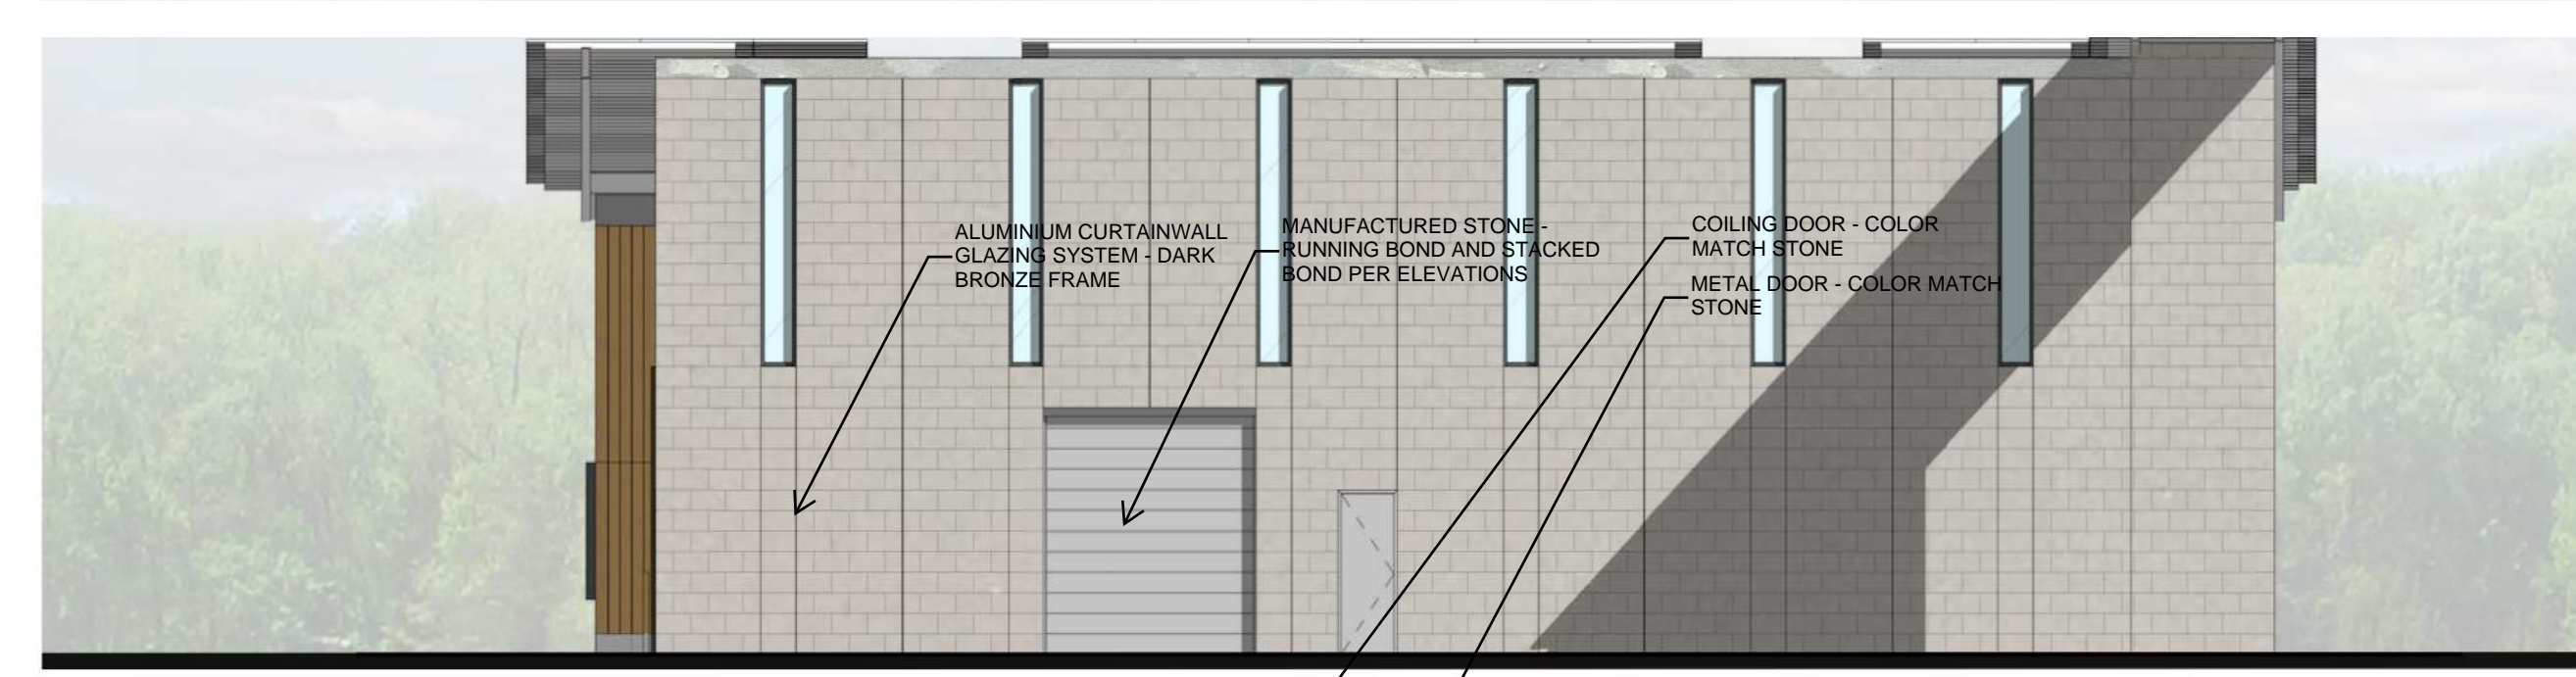 ALUMINIUM CURTAINWALL
GLAZING SYSTEM - DARK
BRONZE FRAME
MANUFACTURED STONE -
RUNNING BOND AND STACKED
BOND PER ELEVATIONS
COILING DOOR - COLOR
MATCH STONE
METAL DOOR - COLOR MATCH
STONE